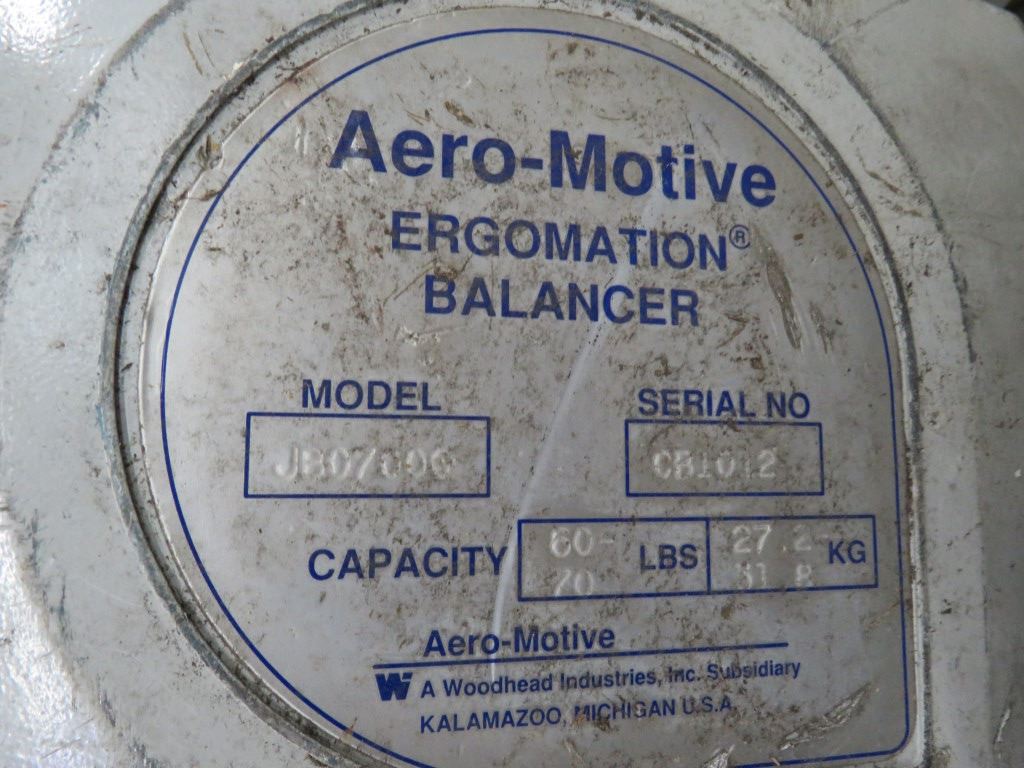 Aero-Motive
ERGOMATION®
BALANCER
MODEL
SERIAL NO
CB1012
CAPACITY
60- LBS 27.2- KG
70 31.8
Aero-Motive
A Woodhead Industries, Inc. Subsidiary
KALAMAZOO, MICHIGAN U.S.A.